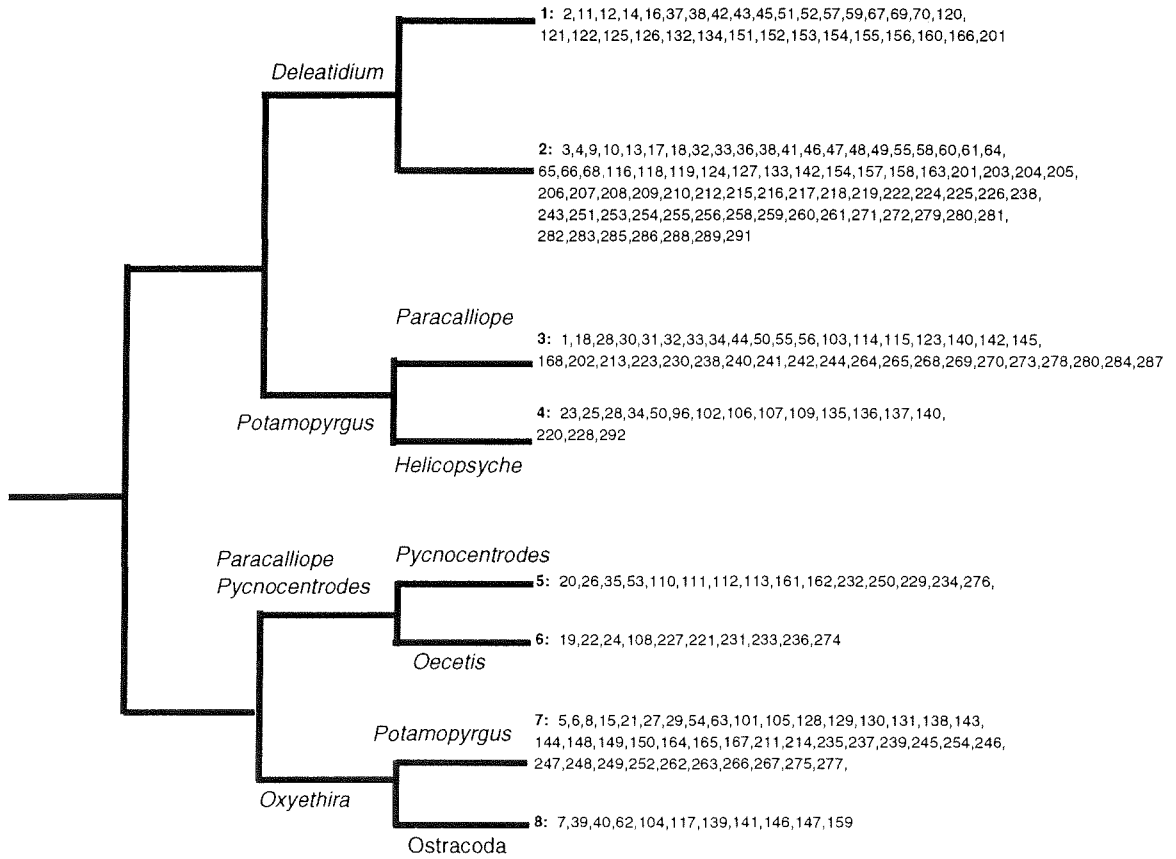 1: 2,11,12,14,16,37,38,42,43,45,51,52,57,59,67,69,70,120,
121,122,125,126,132,134,151,152,153,154,155,156,160,166,201
Deleatidium
2: 3,4,9,10,13,17,18,32,33,36,38,41,46,47,48,49,55,58,60,61,64,
65,66,68,116,118,119,124,127,133,142,154,157,158,163,201,203,204,205,
206,207,208,209,210,212,215,216,217,218,219,222,224,225,226,238,
243,251,253,254,255,256,258,259,260,261,271,272,279,280,281,
282,283,285,286,288,289,291
Paracalliope
3: 1,18,28,30,31,32,33,34,44,50,55,56,103,114,115,123,140,142,145,
168,202,213,223,230,238,240,241,242,244,264,265,268,269,270,273,278,280,284,287
Potamopyrgus
4: 23,25,28,34,50,96,102,106,107,109,135,136,137,140,
220,228,292
Helicopsyche
Paracalliope
Pycnocentrodes
Pycnocentrodes
5: 20,26,35,53,110,111,112,113,161,162,232,250,229,234,276,
6: 19,22,24,108,227,221,231,233,236,274
Oecetis
7: 5,6,8,15,21,27,29,54,63,101,105,128,129,130,131,138,143,
Potamopyrgus
144,148,149,150,164,165,167,211,214,235,237,239,245,254,246,
247,248,249,252,262,263,266,267,275,277,
Oxyethira
8: 7,39,40,62,104,117,139,141,146,147,159
Ostracoda